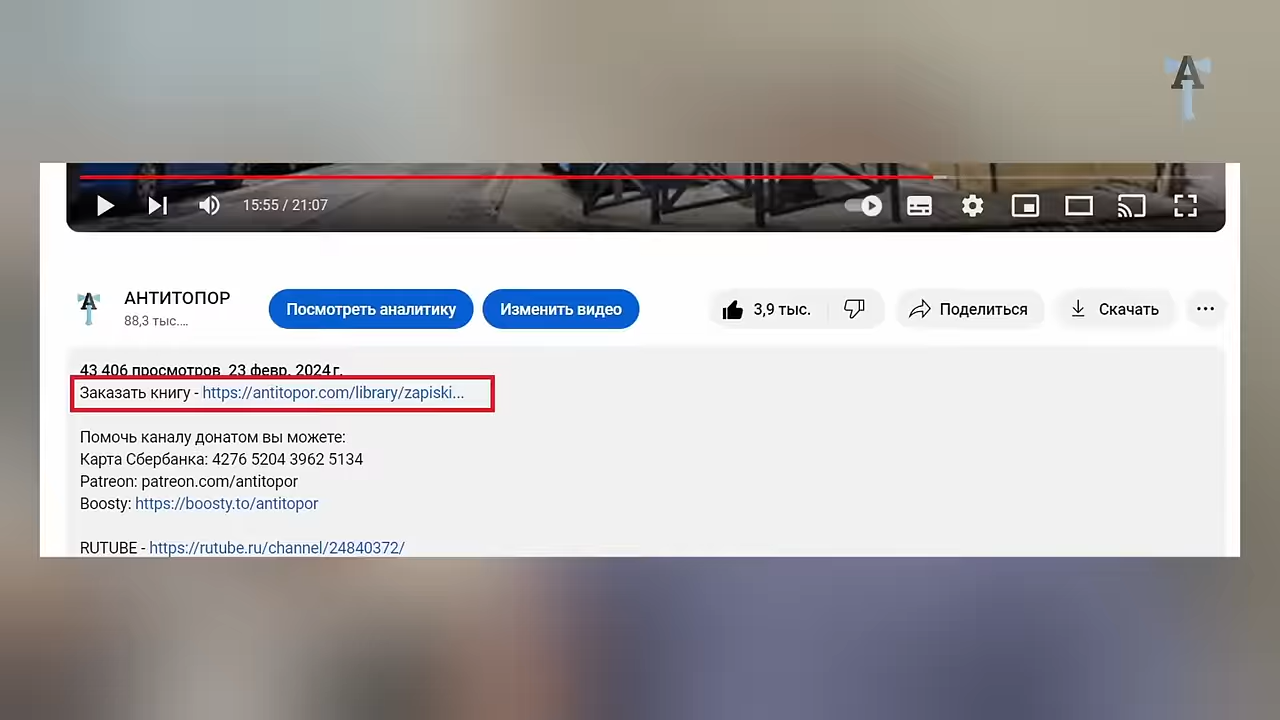 A
15:55 / 21:07
A
АНТИТОПОР
88,3 тыс....
Посмотреть аналитику
Изменить видео
3,9 тыс.
Поделиться
Скачать
43 406 просмотров 23 февр. 2024 г.
Заказать книгу - https://antitopor.com/library/zapiski...
Помочь каналу донатом вы можете:
Карта Сбербанка: 4276 5204 3962 5134
Patreon: patreon.com/antitopor
Boosty: https://boosty.to/antitopor
RUTUBE - https://rutube.ru/channel/24840372/